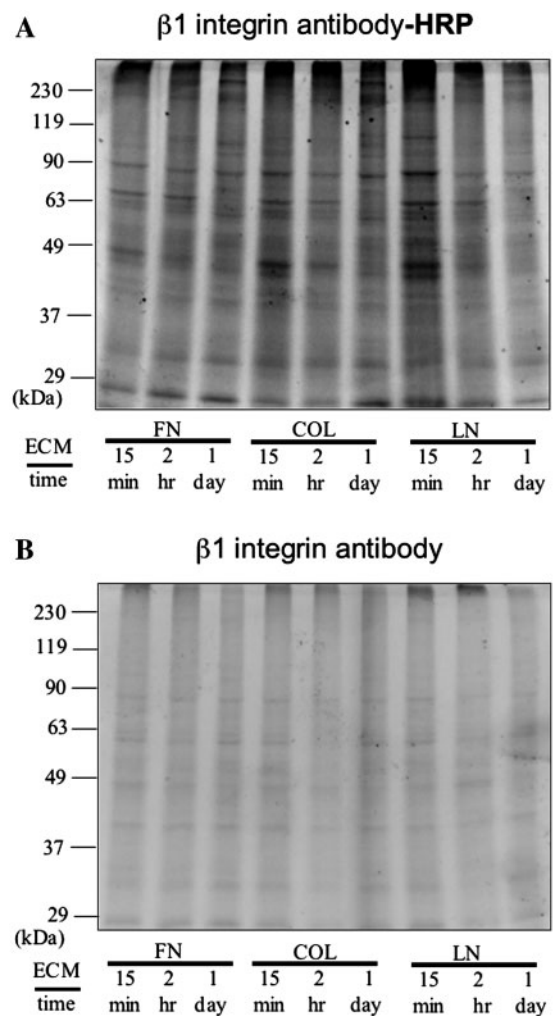 A
β1 integrin antibody-HRP
230
119
90
63
49
37
29
(kDa)
FN COL LN
ECM
15 2 1 15 2 1 15 2 1
time
min hr day min hr day min hr day
B
β1 integrin antibody
230
119
90
63
49
37
29
(kDa)
FN COL LN
ECM
15 2 1 15 2 1 15 2 1
time
min hr day min hr day min hr day